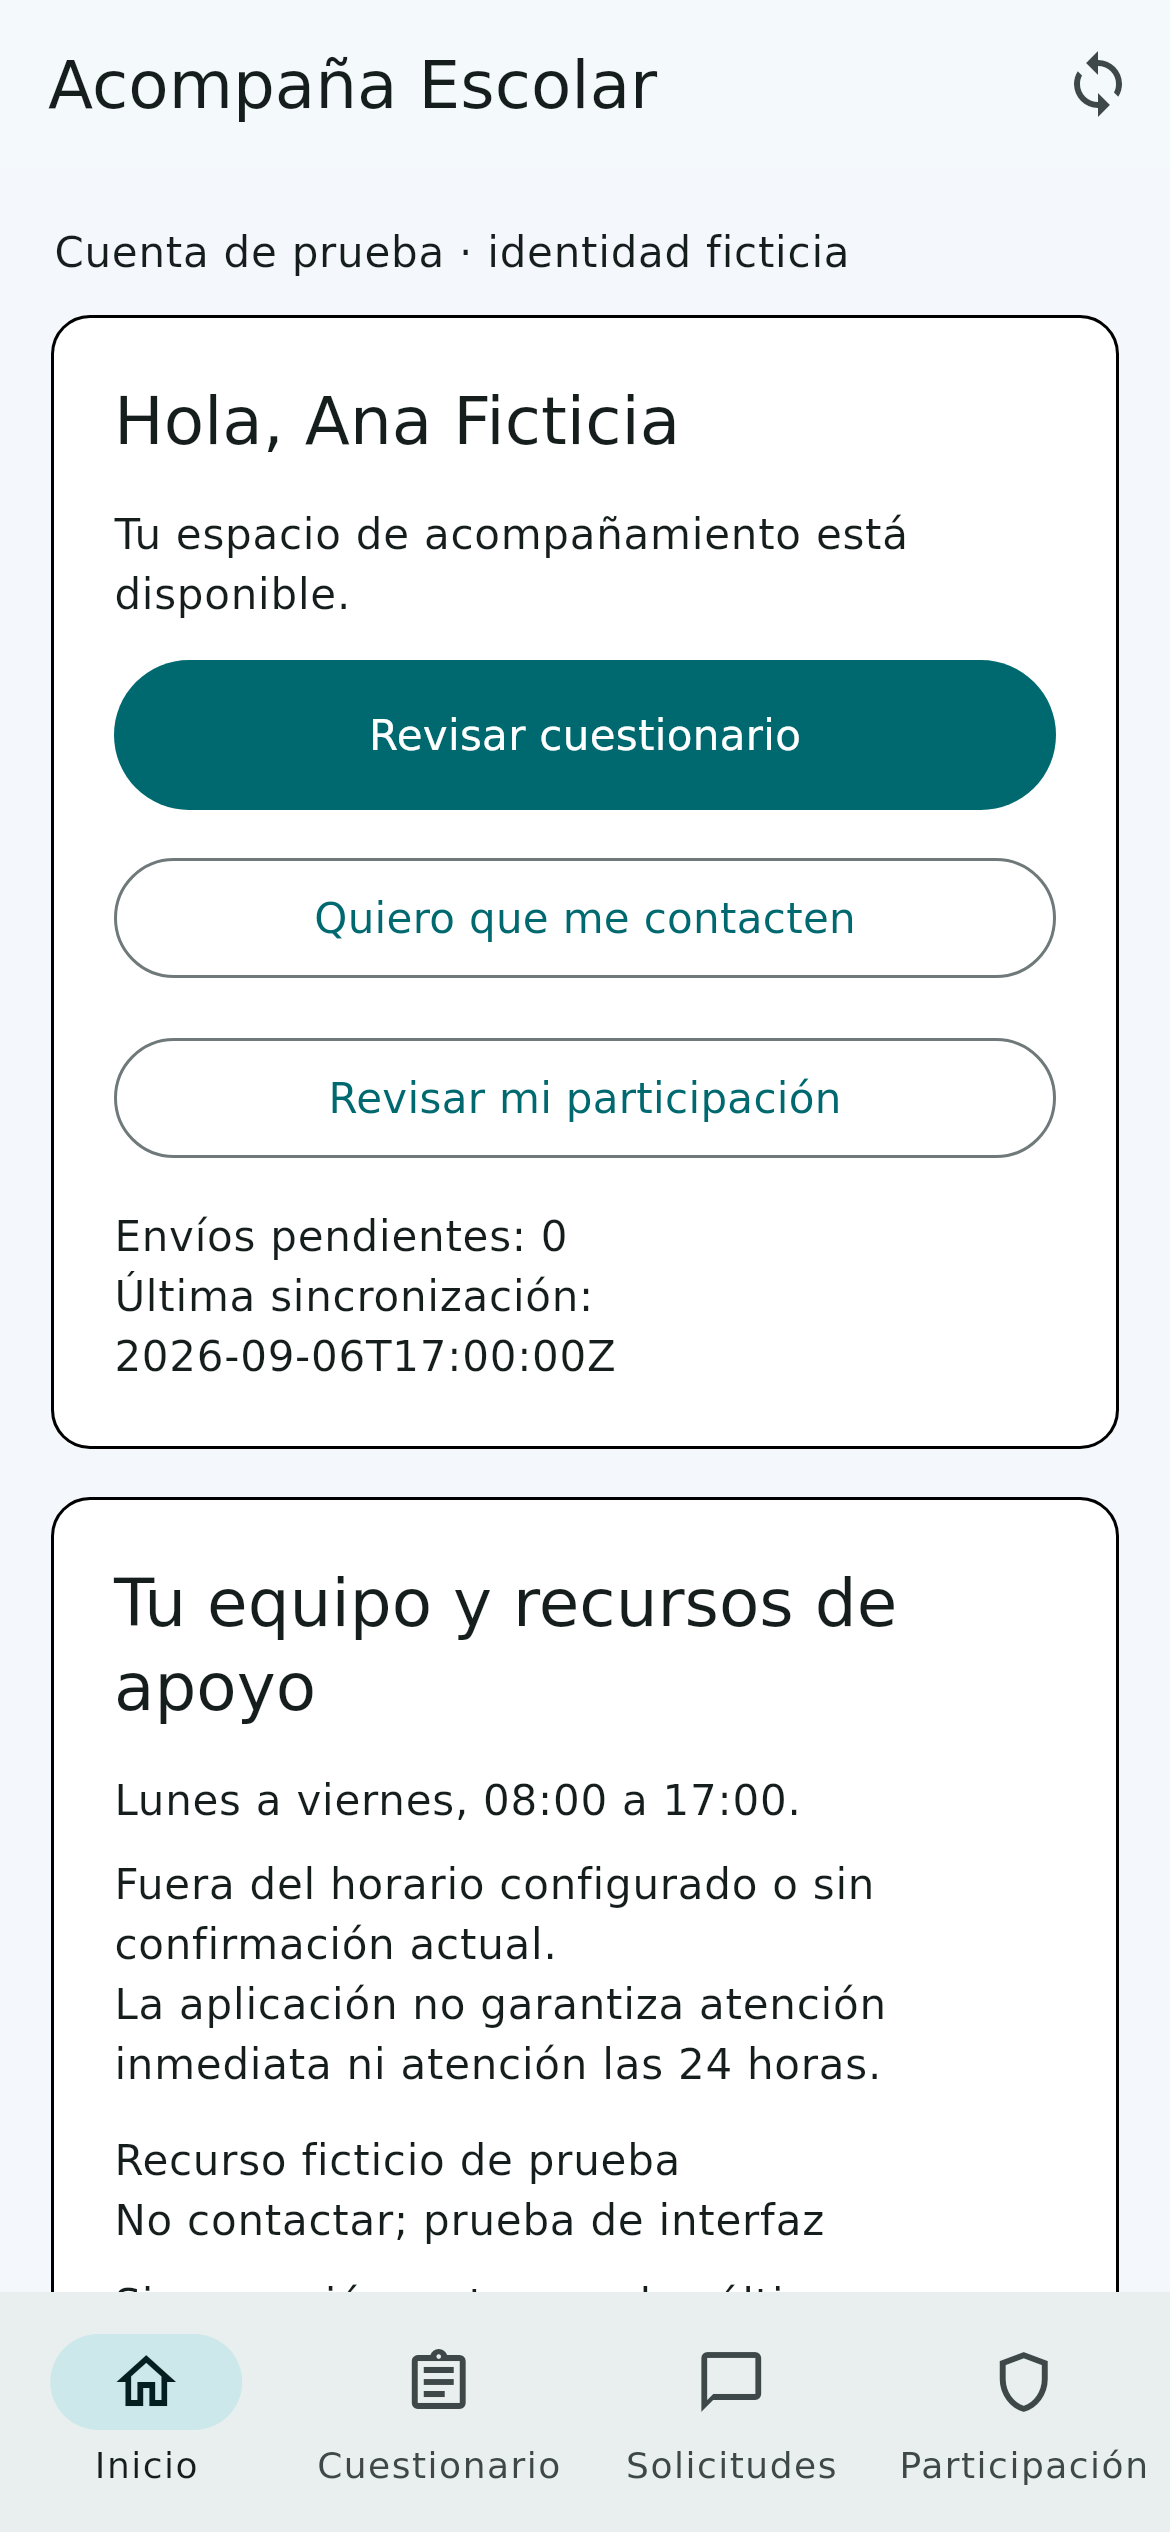 Acompaña Escolar
Cuenta de prueba · identidad ficticia
Hola, Ana Ficticia
Tu espacio de acompañamiento está
disponible.
Revisar cuestionario
Quiero que me contacten
Revisar mi participación
Envíos pendientes: 0
Última sincronización:
2026-09-06T17:00:00Z
Tu equipo y recursos de
apoyo
Lunes a viernes, 08:00 a 17:00.
Fuera del horario configurado o sin
confirmación actual.
La aplicación no garantiza atención
inmediata ni atención las 24 horas.
Recurso ficticio de prueba
No contactar; prueba de interfaz
Inicio
Cuestionario
Solicitudes
Participación